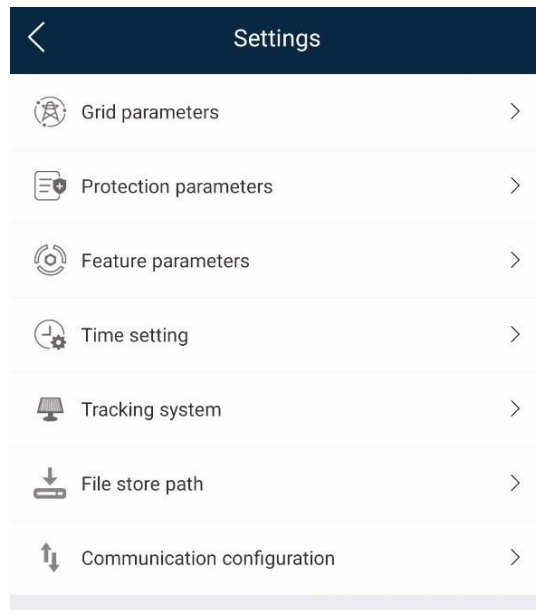 Settings
Grid parameters
Protection parameters
Feature parameters
Time setting
Tracking system
File store path
Communication configuration